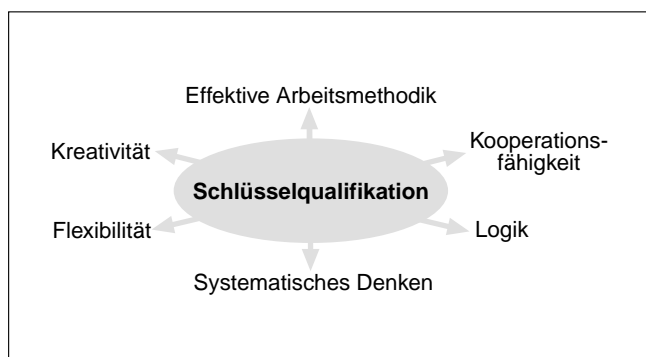 Effektive Arbeitsmethodik
Kreativität
Kooperations-
fähigkeit
Schlüsselqualifikation
Flexibilität
Logik
Systematisches Denken